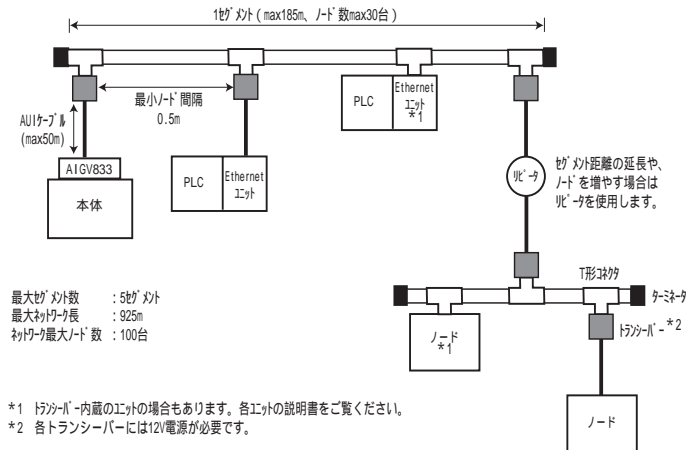 1ｾｸﾞﾒﾝﾄ ( max185m、ﾉｰﾄﾞ数max30台 )
最小ﾉｰﾄﾞ間隔
0.5m
AUIｹｰﾌﾞﾙ
(max50m)
AIGV833
本体
PLC
Ethernet
ﾕﾆｯﾄ
PLC
Ethernet
ﾕﾆｯﾄ
*1
ﾘﾋﾟｰﾀ
ｾｸﾞﾒﾝﾄ距離の延長や、
ﾉｰﾄﾞを増やす場合は
ﾘﾋﾟｰﾀを使用します。
T形ｺﾈｸﾀ
ﾀｰﾐﾈｰﾀ
ﾄﾗﾝｼｰﾊﾞｰ*2
ノード
*1
ノード
最大ｾｸﾞﾒﾝﾄ数 : 5ｾｸﾞﾒﾝﾄ
最大ﾈｯﾄﾜｰｸ長 : 925m
ﾈｯﾄﾜｰｸ最大ﾉｰﾄﾞ数 : 100台
*1 ﾄﾗﾝｼｰﾊﾞｰ内蔵のﾕﾆｯﾄの場合もあります。各ﾕﾆｯﾄの説明書をご覧ください。
*2 各トランシーバーには12V電源が必要です。